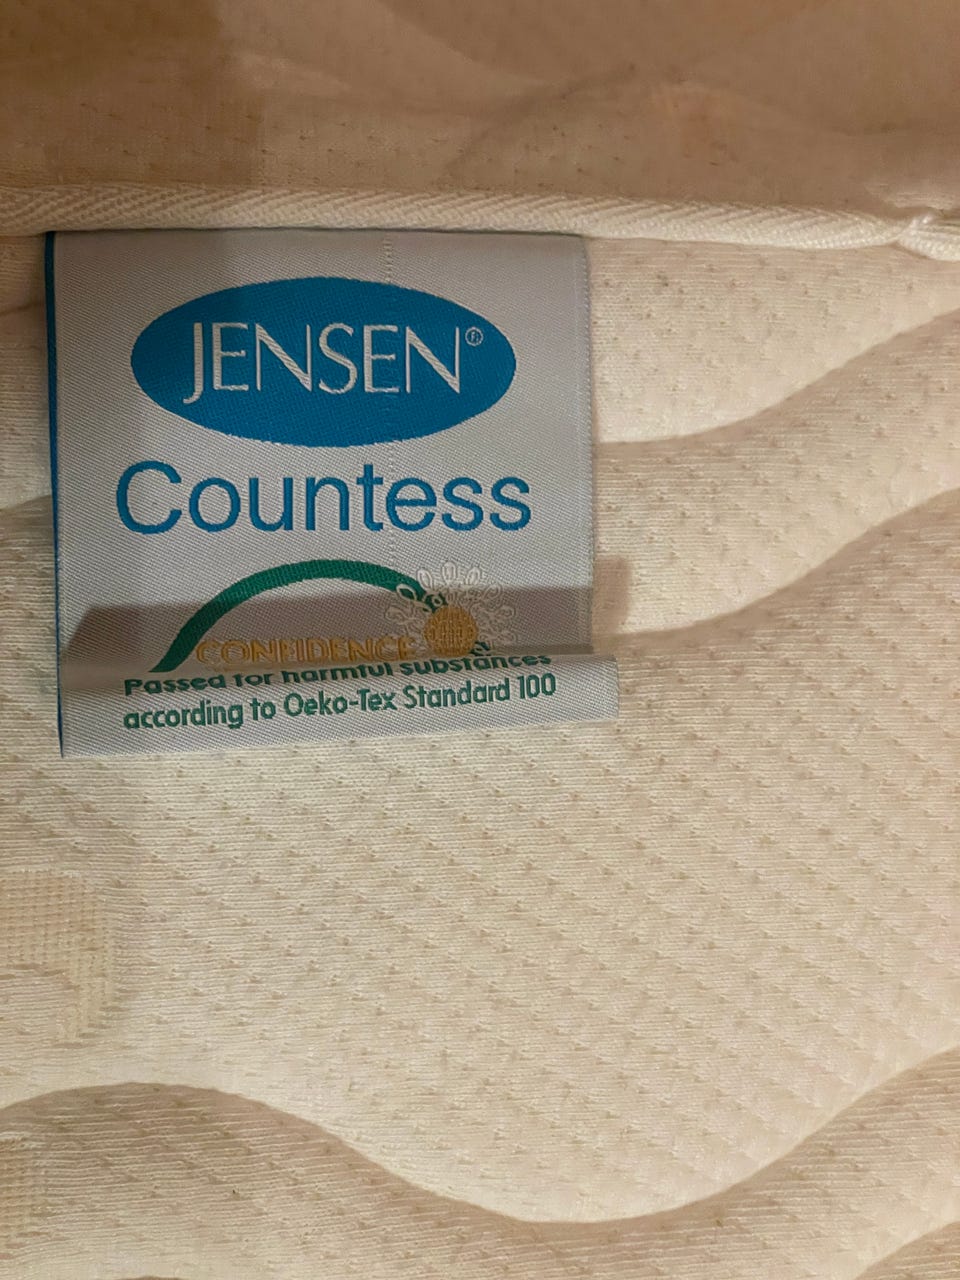 JENSEN®
Countess
CONFIDENCE
Passed for harmful substances
according to Oeko-Tex Standard 100